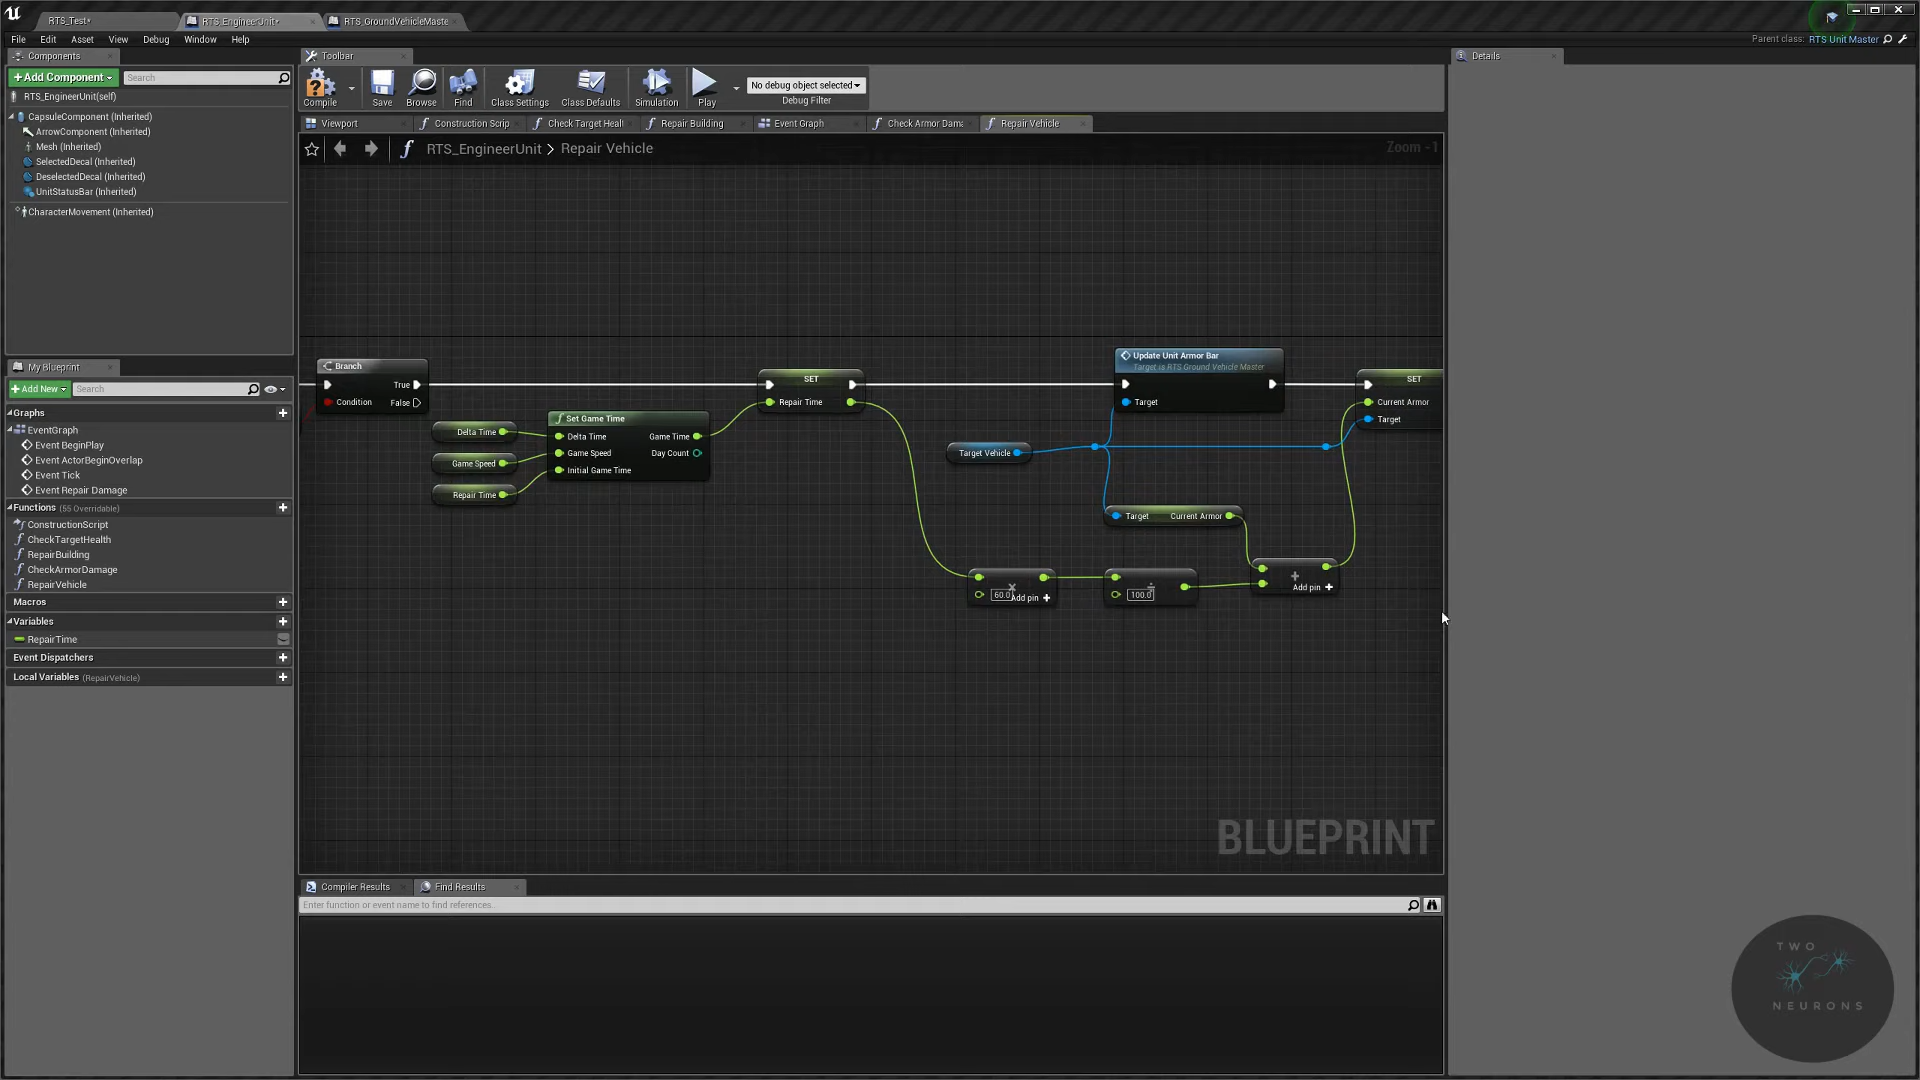 RTS_Test*
RTS_EngineerUnit*
RTS_GroundVehicleMaste
File Edit Asset View Debug Window Help
Parent class: RTS Unit Master
Components
Toolbar
Details
+Add Component
Search
RTS_EngineerUnit(self)
CapsuleComponent (Inherited)
ArrowComponent (Inherited)
Mesh (Inherited)
SelectedDecal (Inherited)
DeselectedDecal (Inherited)
UnitStatusBar (Inherited)
CharacterMovement (Inherited)
Compile
Save
Browse
Find
Class Settings
Class Defaults
Simulation
Play
No debug object selected
Debug Filter
Viewport
Construction Scrip
Check Target Healt
Repair Building
Event Graph
Check Armor Dama
Repair Vehicle
RTS_EngineerUnit > Repair Vehicle
Zoom -1
My Blueprint
+Add New
Search
Graphs
EventGraph
Event BeginPlay
Event ActorBeginOverlap
Event Tick
Event Repair Damage
Functions (55 Overridable)
ConstructionScript
CheckTargetHealth
RepairBuilding
CheckArmorDamage
RepairVehicle
Macros
Variables
RepairTime
Event Dispatchers
Local Variables (RepairVehicle)
Branch
True
Condition
False
Delta Time
Game Speed
Repair Time
Set Game Time
Delta Time
Game Time
Game Speed
Day Count
Initial Game Time
SET
Repair Time
Target Vehicle
Update Unit Armor Bar
Target is RTS Ground Vehicle Master
Target
SET
Current Armor
Target
Target
Current Armor
60.0
Add pin +
100.0
Add pin +
BLUEPRINT
Compiler Results
Find Results
Enter function or event name to find references...
TWO
NEURONS